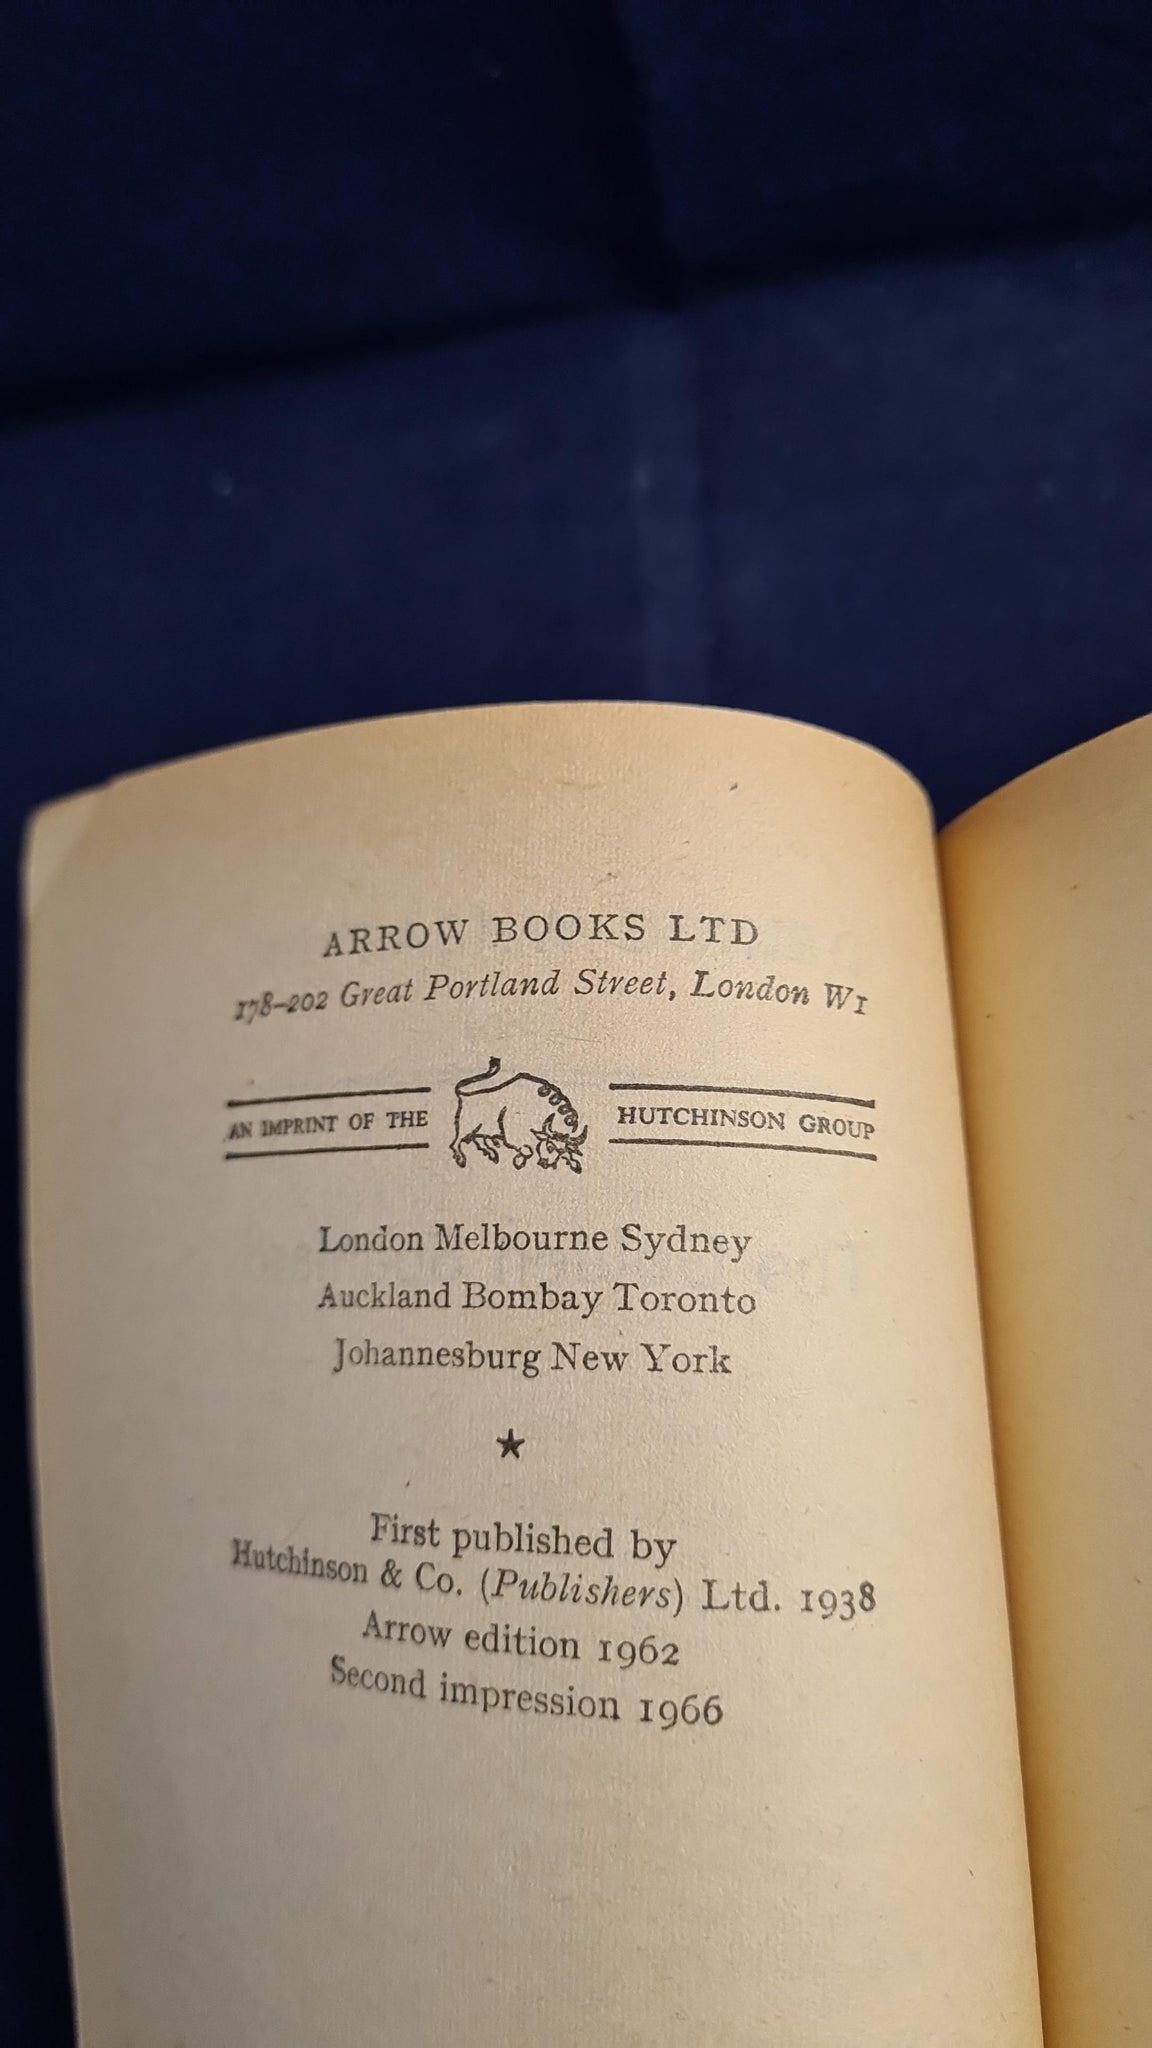 ARROW BOOKS LTD
178–202 Great Portland Street, London W1
AN IMPRINT OF THE HUTCHINSON GROUP
London Melbourne Sydney
Auckland Bombay Toronto
Johannesburg New York
★
First published by
Hutchinson & Co. (Publishers) Ltd. 1938
Arrow edition 1962
Second impression 1966